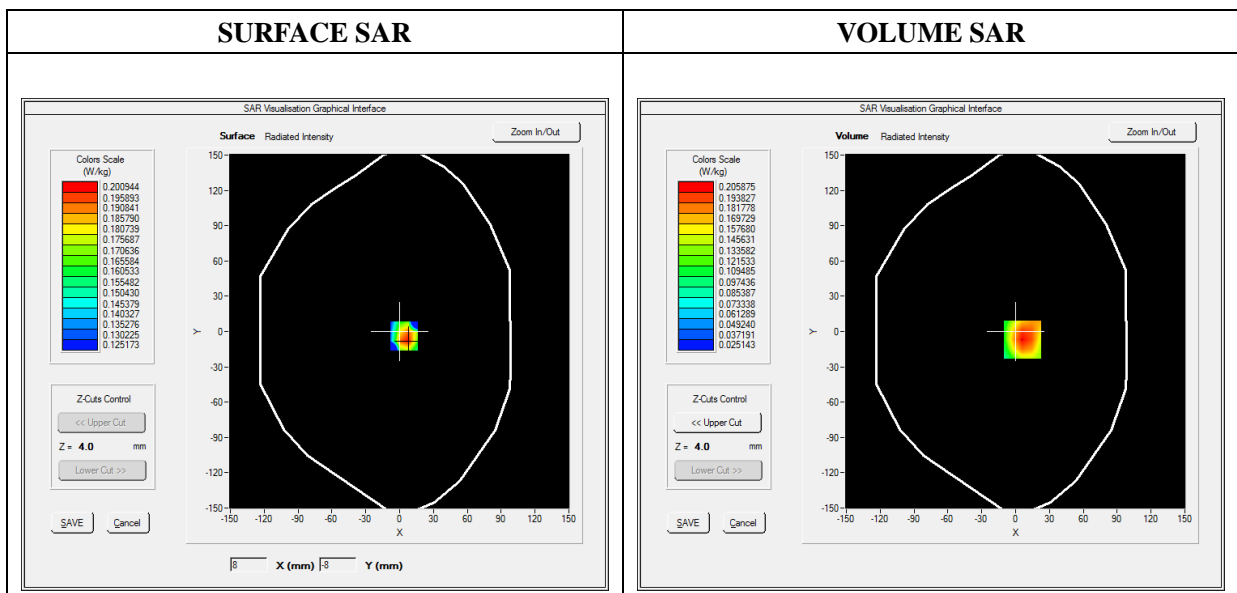 SURFACE SAR
VOLUME SAR
SAR Visualisation Graphical Interface
Surface Radiated Intensity
Zoom In/Out
Colors Scale
(W/kg)
0.200944
0.195893
0.190841
0.185790
0.180739
0.175687
0.170636
0.165584
0.160533
0.155482
0.150430
0.145379
0.140327
0.135276
0.130225
0.125173
Z-Cuts Control
<< Upper Cut
Z = 4.0 mm
Lower Cut >>
SAVE Cancel
150
120
90
60
30
0
-30
-60
-90
-120
-150
Y
-150 -120 -90 -60 -30 0 30 60 90 120 150
X
8 X (mm) -8 Y (mm)
SAR Visualisation Graphical Interface
Volume Radiated Intensity
Zoom In/Out
Colors Scale
(W/kg)
0.205875
0.193827
0.181778
0.169729
0.157680
0.145631
0.133582
0.121533
0.109485
0.097436
0.085387
0.073338
0.061289
0.049240
0.037191
0.025143
Z-Cuts Control
<< Upper Cut
Z = 4.0 mm
Lower Cut >>
SAVE Cancel
150
120
90
60
30
0
-30
-60
-90
-120
-150
Y
-150 -120 -90 -60 -30 0 30 60 90 120 150
X